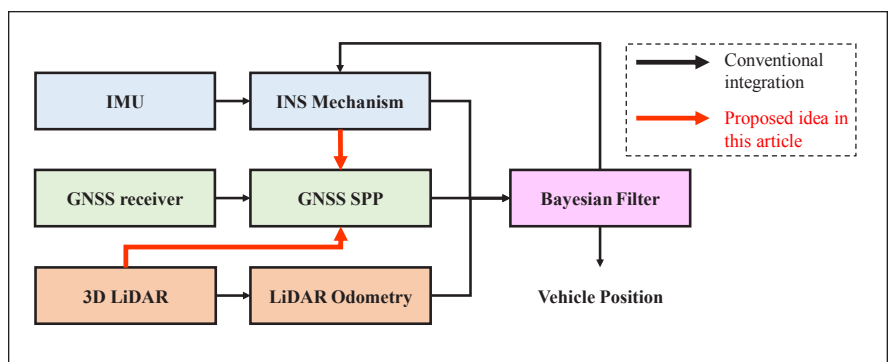 IMU
INS Mechanism
Conventional
integration
Proposed idea in
this article
GNSS receiver
GNSS SPP
Bayesian Filter
3D LiDAR
LiDAR Odometry
Vehicle Position